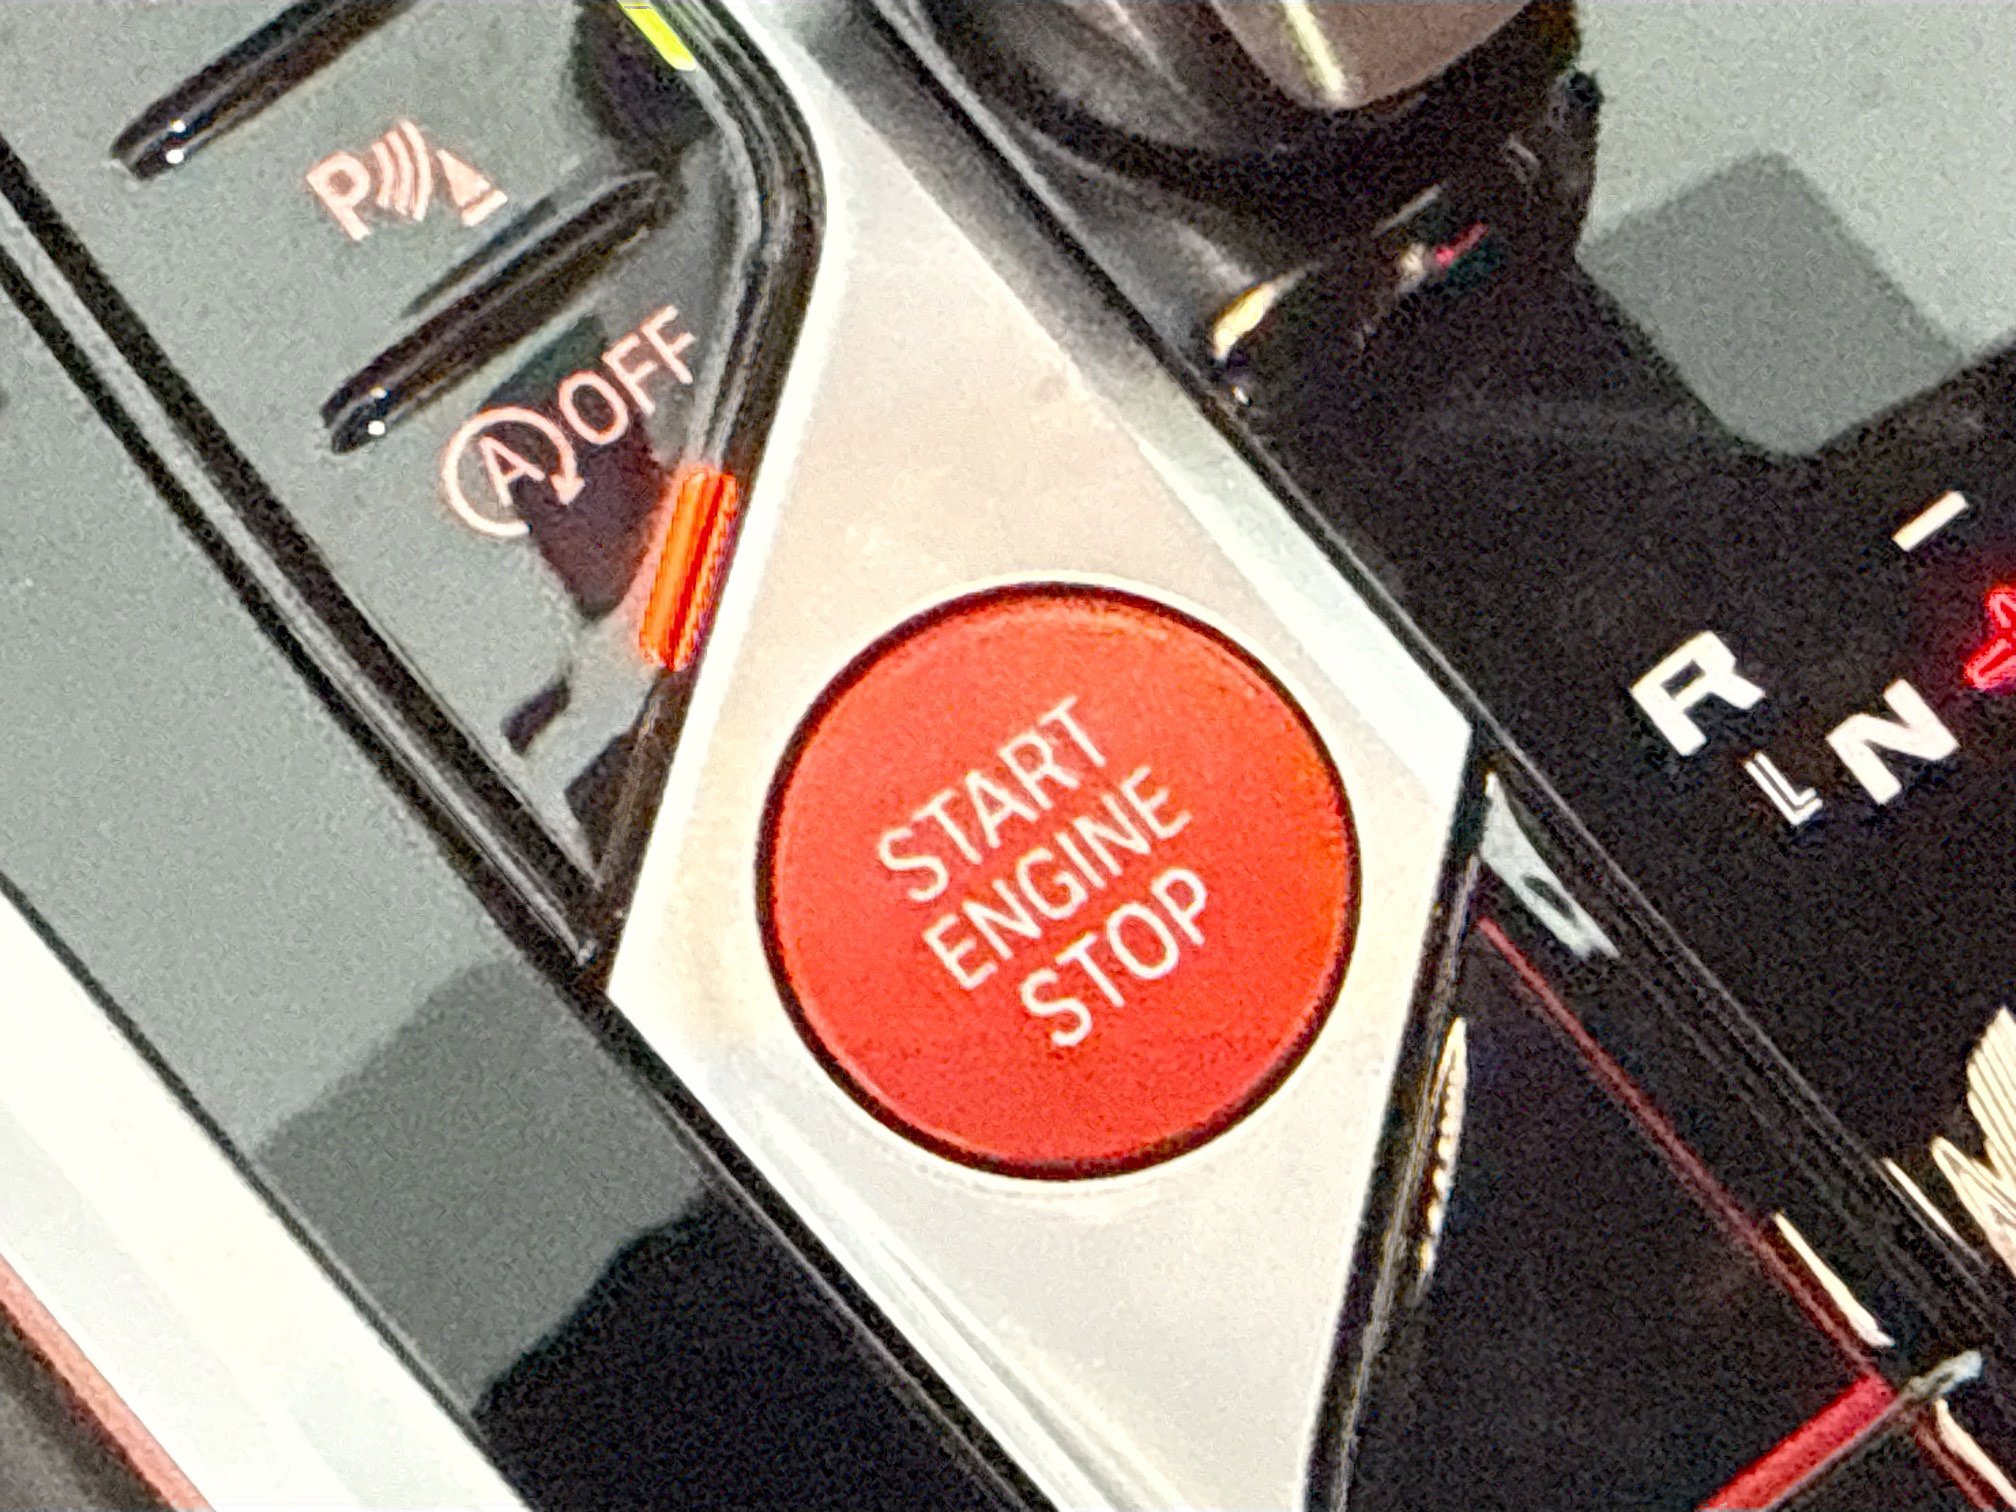 P
A OFF
START
ENGINE
STOP
R
N